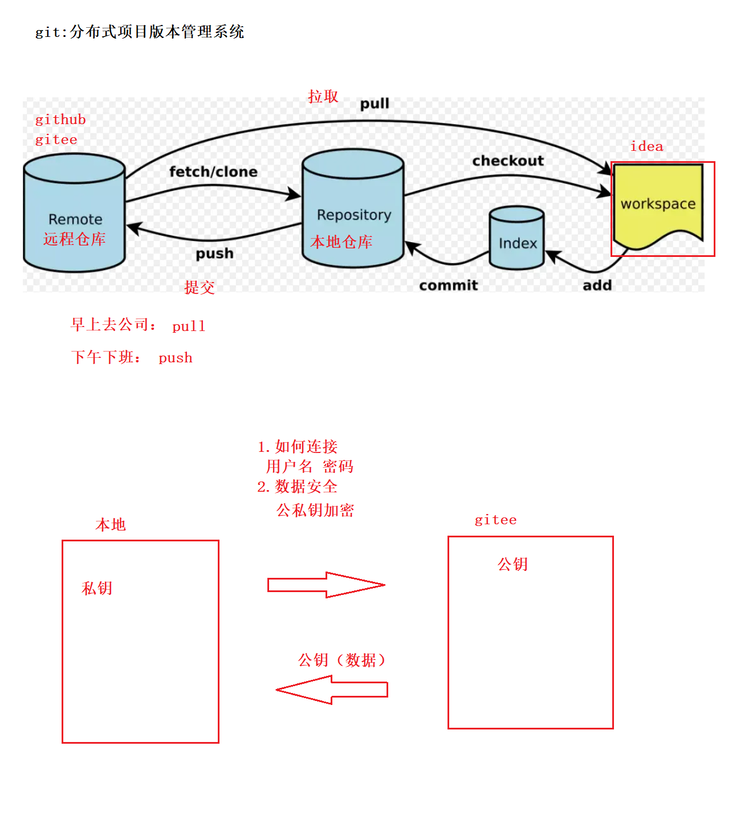 git:分布式项目版本管理系统
拉取
pull
github
gitee
fetch/clone
checkout
idea
Remote
远程仓库
Repository
本地仓库
Index
workspace
push
commit
add
提交
早上去公司： pull
下午下班： push
1.如何连接
用户名 密码
2.数据安全
公私钥加密
本地
gitee
私钥
公钥
公钥（数据）